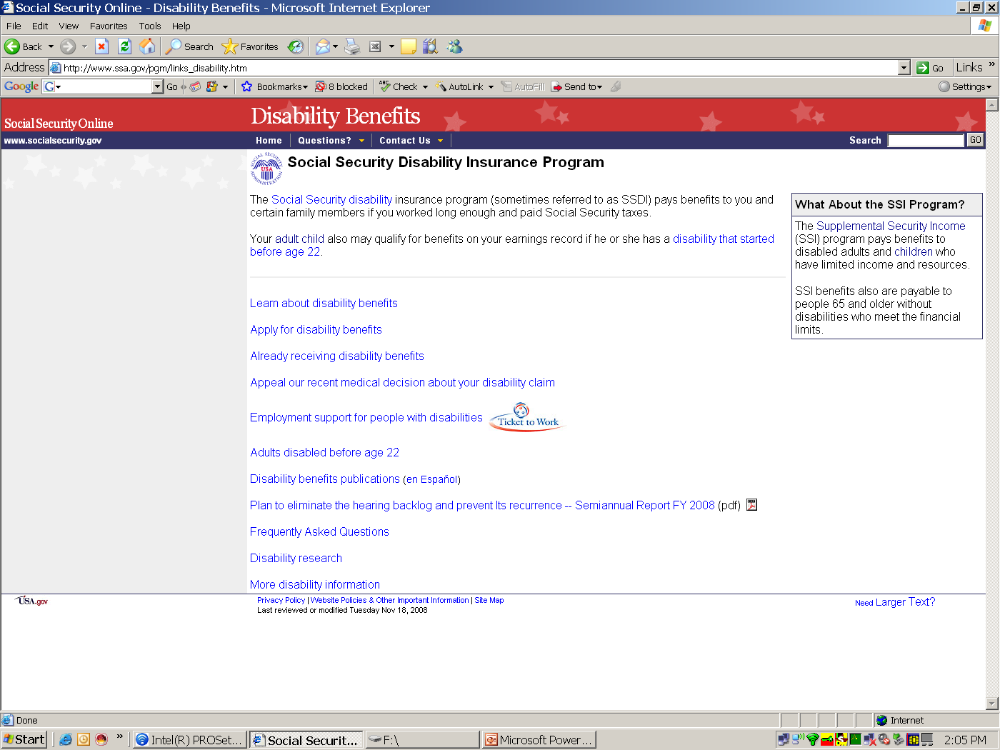 Social Security Online - Disability Benefits - Microsoft Internet Explorer
File Edit View Favorites Tools Help
Back Search Favorites
Address http://www.ssa.gov/pgm/links_disability.htm Go Links »
Google G Go Bookmarks 8 blocked ABC Check AutoLink AutoFill Send to Settings
Social Security Online Disability Benefits
www.socialsecurity.gov Home Questions? Contact Us Search GO
SOCIAL SECURITY ADMINISTRATION USA
Social Security Disability Insurance Program
The Social Security disability insurance program (sometimes referred to as SSDI) pays benefits to you and
certain family members if you worked long enough and paid Social Security taxes.
Your adult child also may qualify for benefits on your earnings record if he or she has a disability that started
before age 22.
What About the SSI Program?
The Supplemental Security Income
(SSI) program pays benefits to
disabled adults and children who
have limited income and resources.
SSI benefits also are payable to
people 65 and older without
disabilities who meet the financial
limits.
Learn about disability benefits
Apply for disability benefits
Already receiving disability benefits
Appeal our recent medical decision about your disability claim
Employment support for people with disabilities Ticket to Work
Adults disabled before age 22
Disability benefits publications (en Español)
Plan to eliminate the hearing backlog and prevent Its recurrence -- Semiannual Report FY 2008 (pdf)
Frequently Asked Questions
Disability research
More disability information
USA.gov Privacy Policy | Website Policies & Other Important Information | Site Map Need Larger Text?
Last reviewed or modified Tuesday Nov 18, 2008
Done Internet
Start » Intel(R) PROSet... Social Securit... F:\ Microsoft Power... 2:05 PM